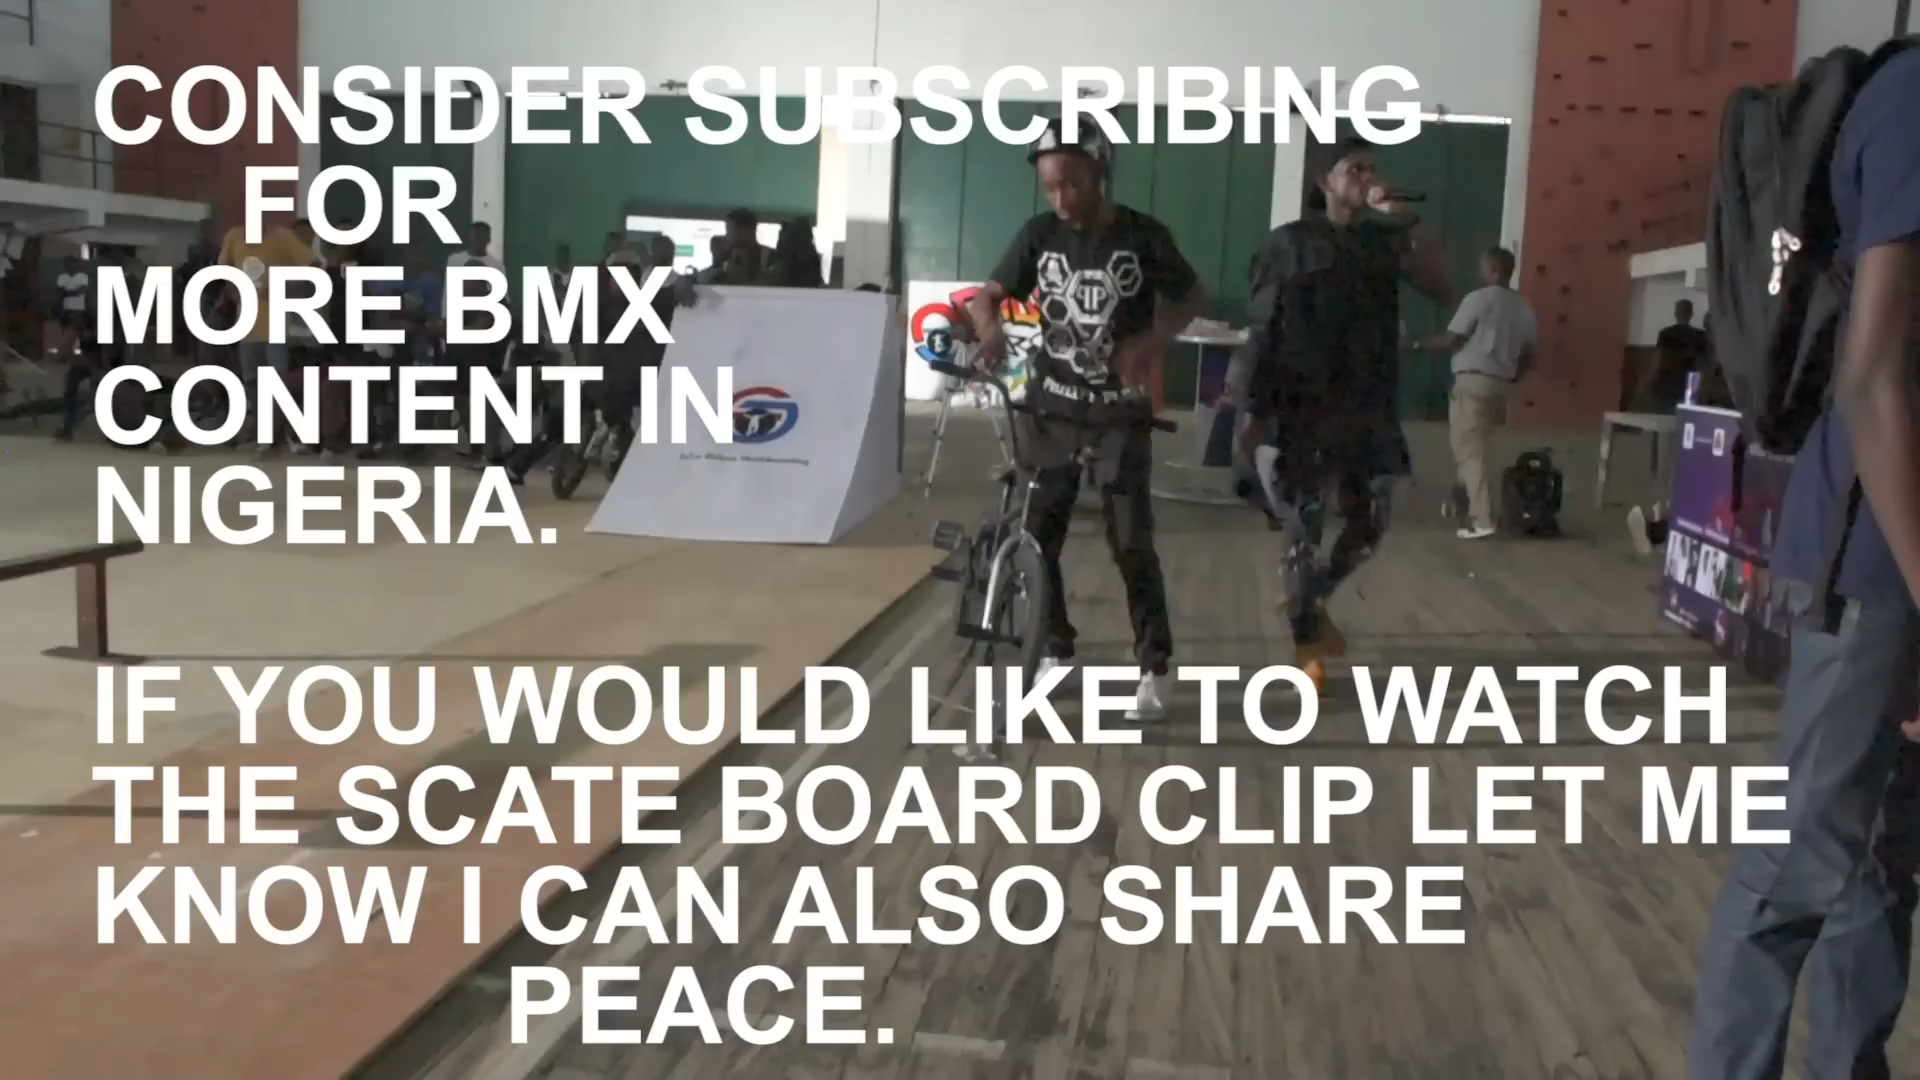 CONSIDER SUBSCRIBING
FOR
MORE BMX
CONTENT IN
NIGERIA.
IF YOU WOULD LIKE TO WATCH
THE SCATE BOARD CLIP LET ME
KNOW I CAN ALSO SHARE
PEACE.